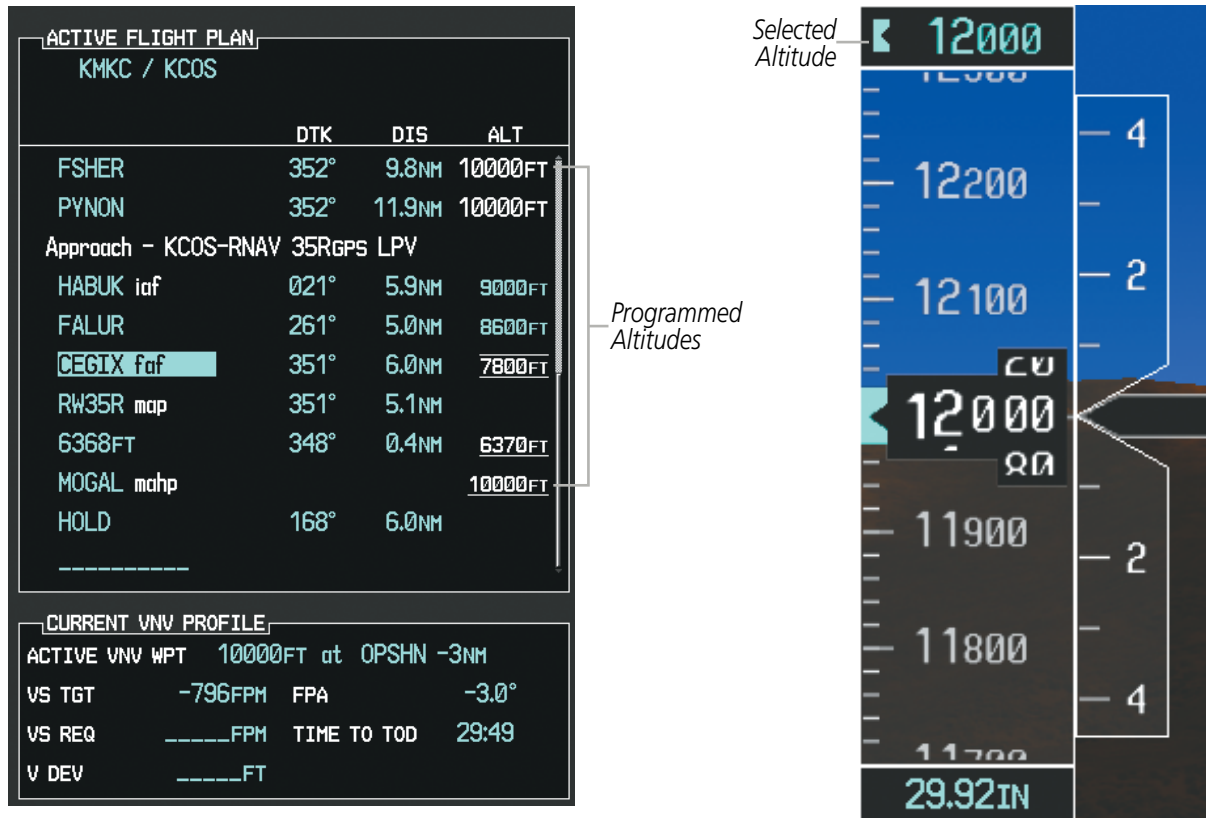 ACTIVE FLIGHT PLAN
KMKC / KCOS
DTK DIS ALT
FSHER 352° 9.8NM 10000FT
PYNON 352° 11.9NM 10000FT
Approach - KCOS-RNAV 35RGPS LPV
HABUK iaf 021° 5.9NM 9000FT
FALUR 261° 5.0NM 8600FT
CEGIX faf 351° 6.0NM 7800FT
RW35R map 351° 5.1NM
6368FT 348° 0.4NM 6370FT
MOGAL mahp 10000FT
HOLD 168° 6.0NM
__________
CURRENT VNV PROFILE
ACTIVE VNV WPT 10000FT at OPSHN -3NM
VS TGT -796FPM FPA -3.0°
VS REQ _____FPM TIME TO TOD 29:49
V DEV _____FT
Programmed
Altitudes
Selected
Altitude
12000
4
12200
2
12100
20
12000
80
11900
2
11800
4
11700
29.92IN